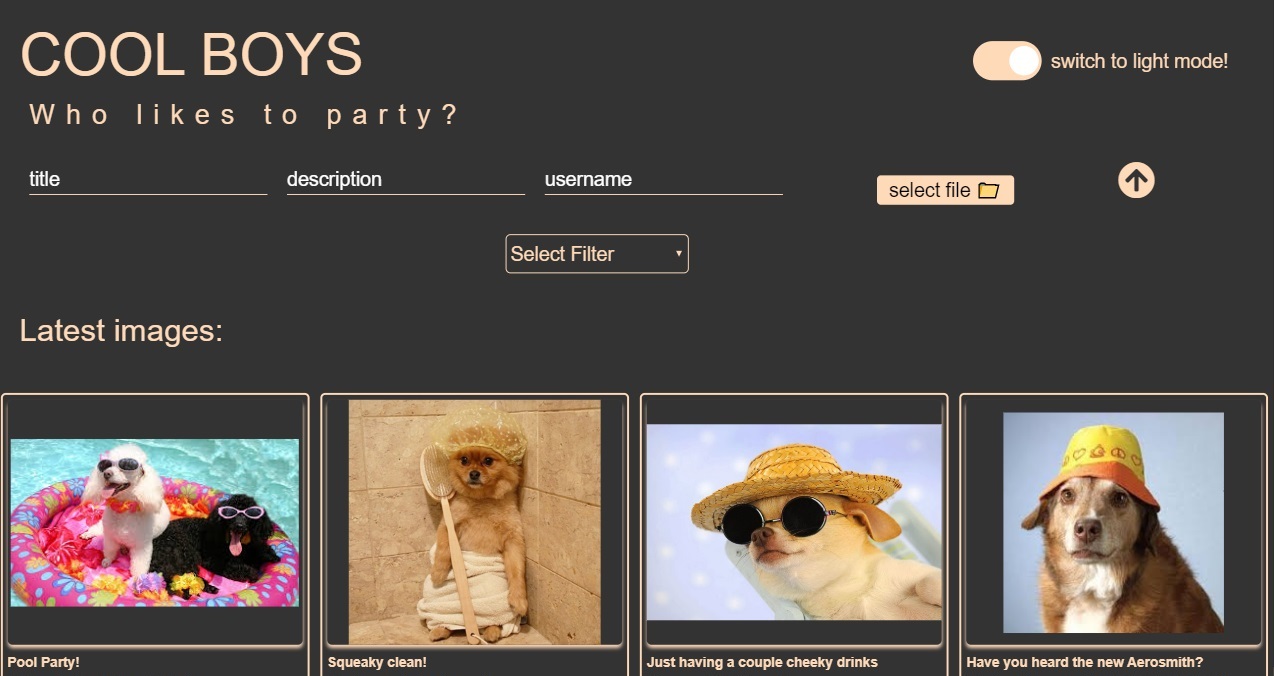 COOL BOYS
switch to light mode!
Who likes to party?
title
description
username
select file
Select Filter
Latest images:
Pool Party!
Squeaky clean!
Just having a couple cheeky drinks
Have you heard the new Aerosmith?